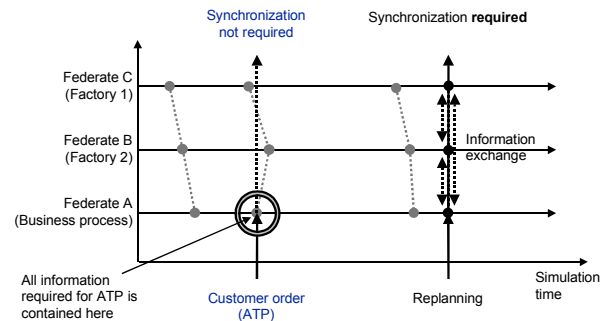 Synchronization
not required
Synchronization required
Federate C
(Factory 1)
Federate B
(Factory 2)
Information
exchange
Federate A
(Business process)
All information
required for ATP is
contained here
Customer order
(ATP)
Replanning
Simulation
time